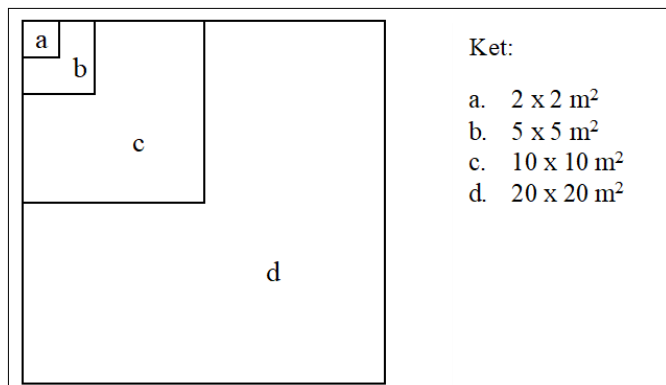 a
b
c
d
Ket:
a. 2 x 2 m²
b. 5 x 5 m²
c. 10 x 10 m²
d. 20 x 20 m²